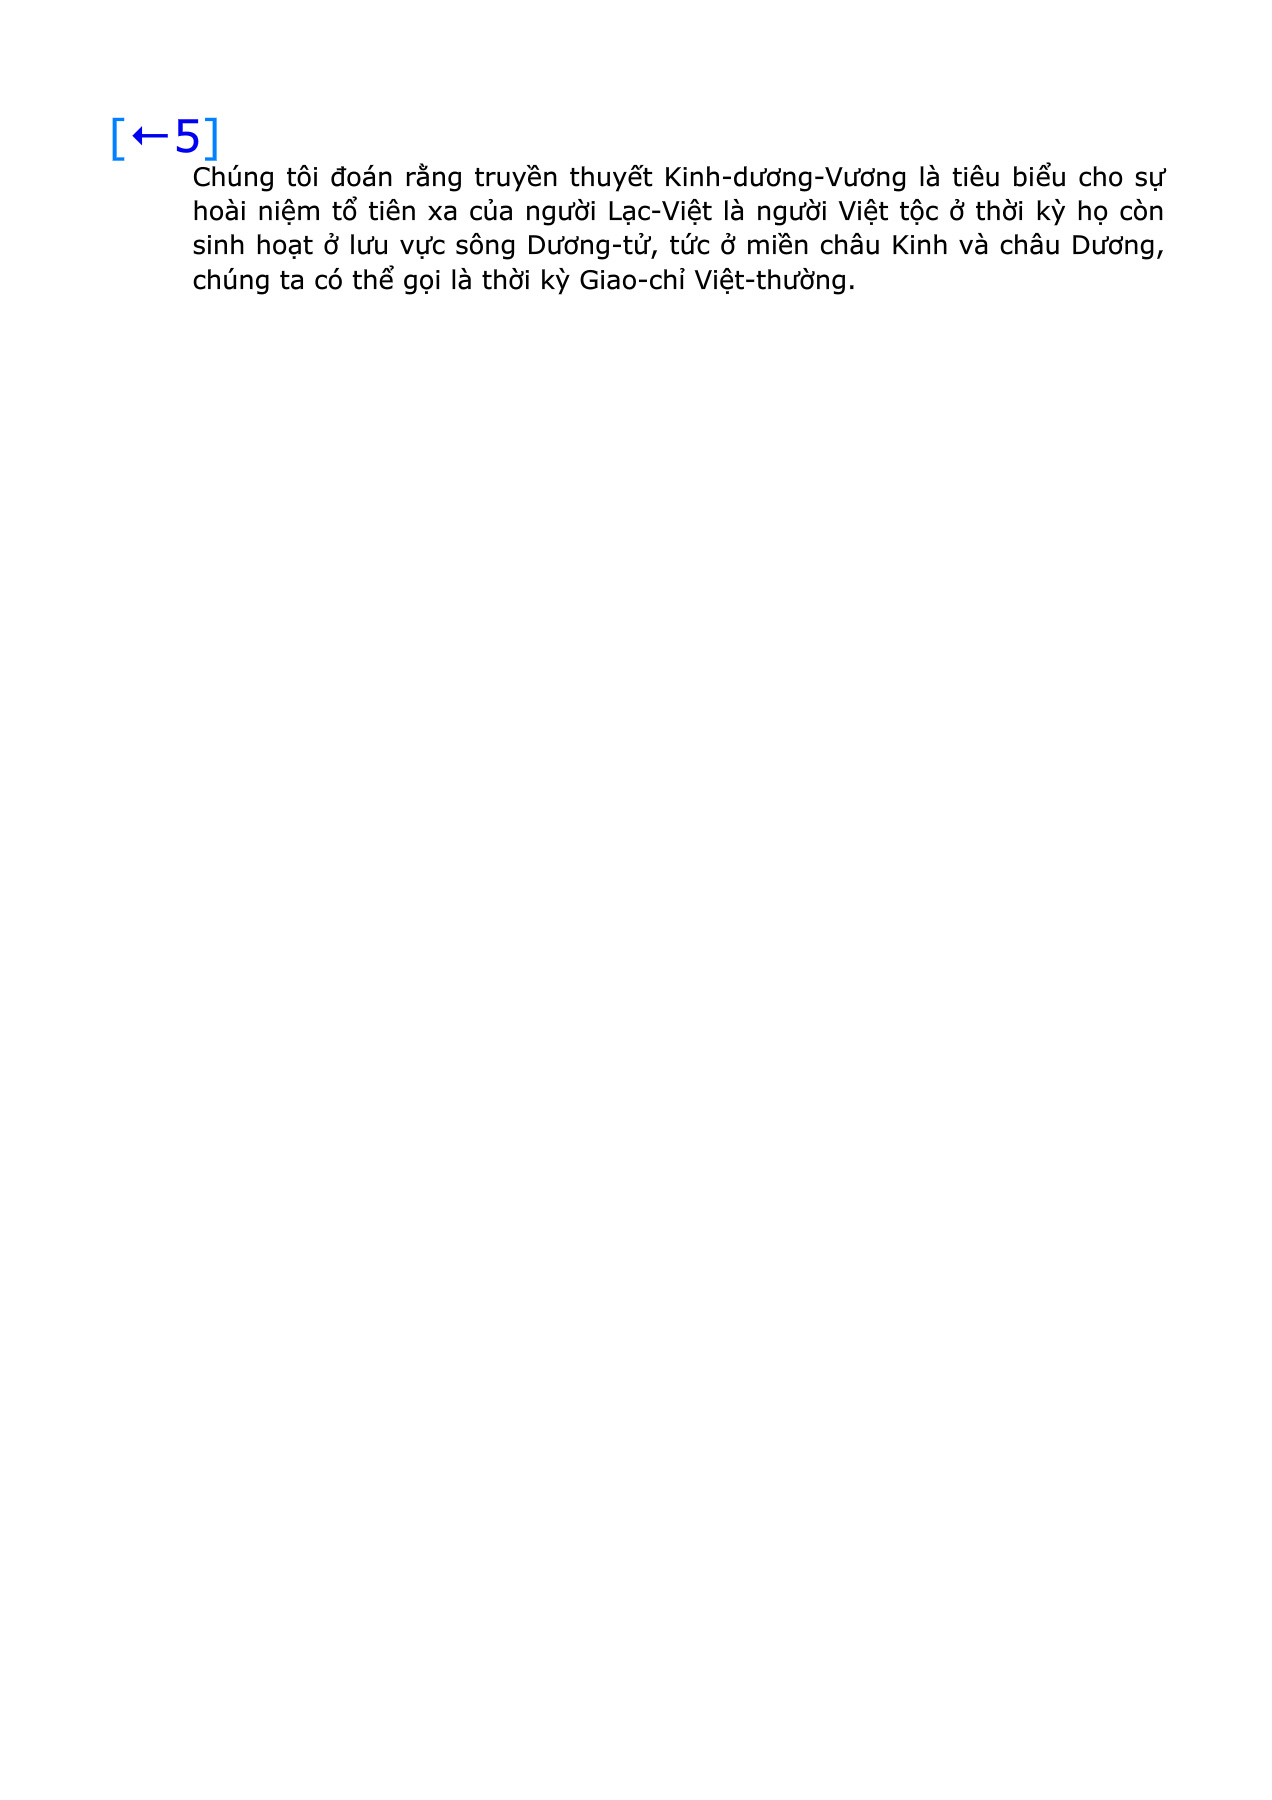 [←5]
Chúng tôi đoán rằng truyền thuyết Kinh-dương-Vương là tiêu biểu cho sự
hoài niệm tổ tiên xa của người Lạc-Việt là người Việt tộc ở thời kỳ họ còn
sinh hoạt ở lưu vực sông Dương-tử, tức ở miền châu Kinh và châu Dương,
chúng ta có thể gọi là thời kỳ Giao-chỉ Việt-thường.